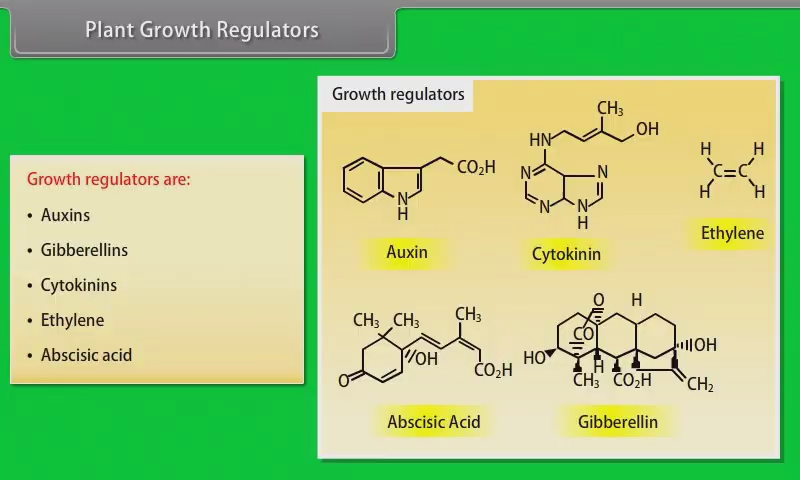 Plant Growth Regulators
Growth regulators are:
• Auxins
• Gibberellins
• Cytokinins
• Ethylene
• Abscisic acid
Growth regulators
CO₂H
N
H
Auxin
CH₃
HN
OH
N
N
N
N
H
Cytokinin
H H
C=C
H H
Ethylene
CH₃ CH₃
CH₃
OH
O
CO₂H
Abscisic Acid
O
H
CO
HO
OH
H
CH₃
CO₂H
CH₂
Gibberellin